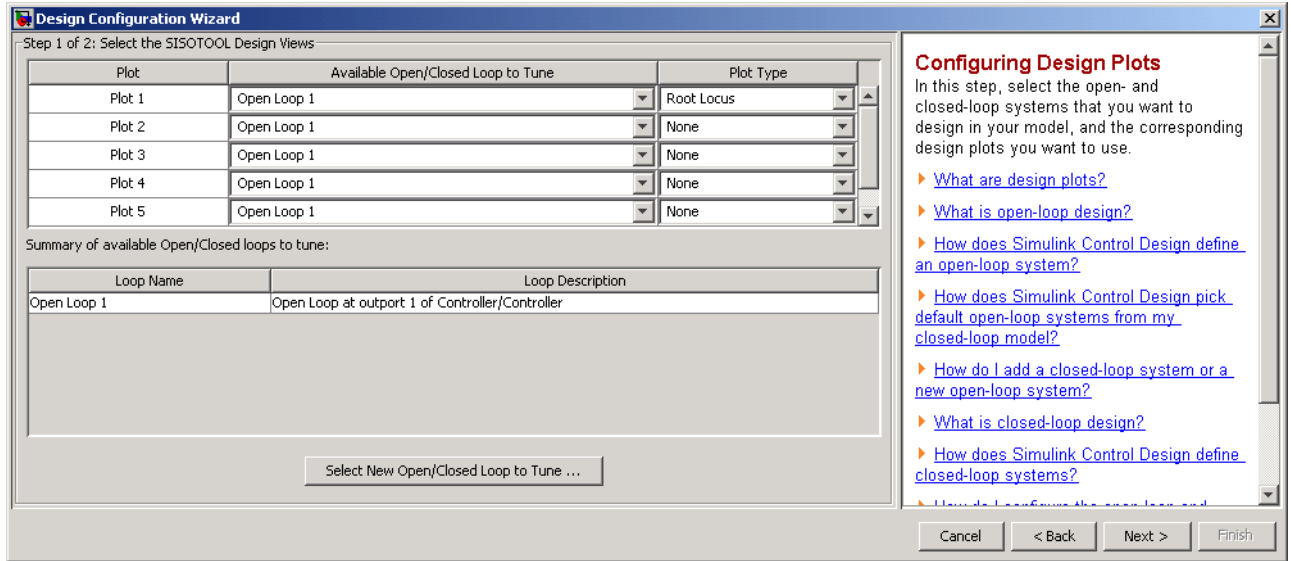 Design Configuration Wizard
Step 1 of 2: Select the SISOTOOL Design Views
Plot Available Open/Closed Loop to Tune Plot Type
Plot 1 Open Loop 1 Root Locus
Plot 2 Open Loop 1 None
Plot 3 Open Loop 1 None
Plot 4 Open Loop 1 None
Plot 5 Open Loop 1 None
Summary of available Open/Closed loops to tune:
Loop Name Loop Description
Open Loop 1 Open Loop at outport 1 of Controller/Controller
Select New Open/Closed Loop to Tune ...
Configuring Design Plots
In this step, select the open- and
closed-loop systems that you want to
design in your model, and the corresponding
design plots you want to use.
What are design plots?
What is open-loop design?
How does Simulink Control Design define
an open-loop system?
How does Simulink Control Design pick
default open-loop systems from my
closed-loop model?
How do I add a closed-loop system or a
new open-loop system?
What is closed-loop design?
How does Simulink Control Design define
closed-loop systems?
How do I configure the open-loop and
Cancel < Back Next > Finish